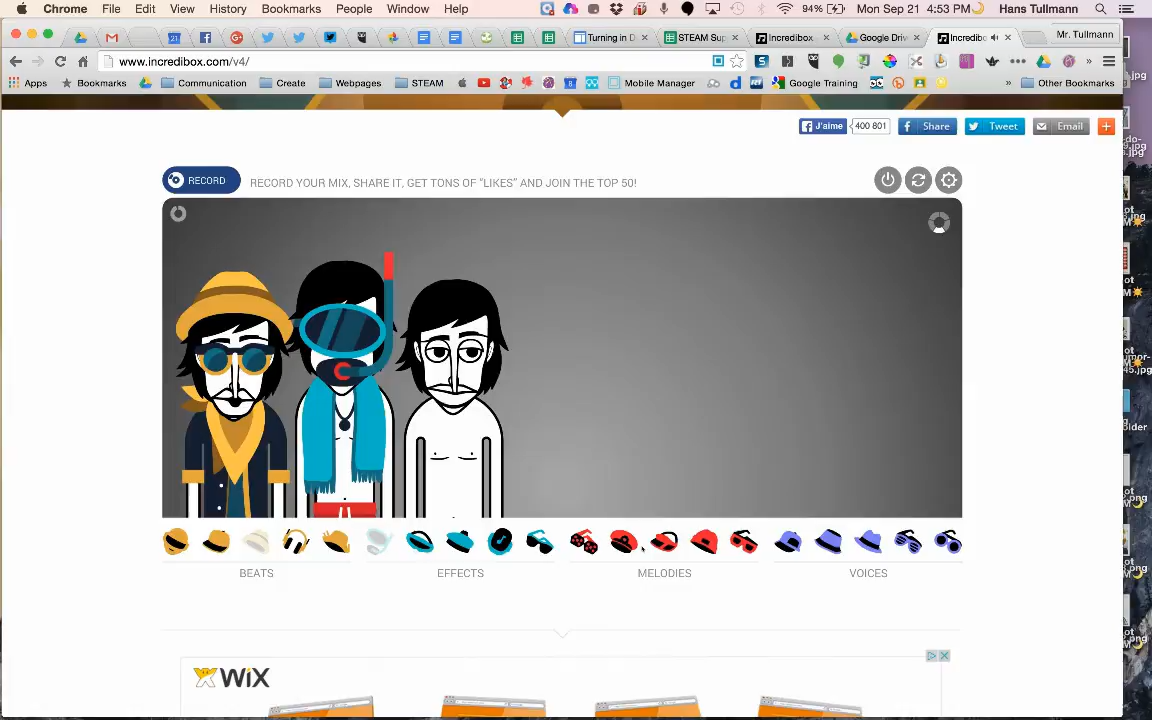 Chrome File Edit View History Bookmarks People Window Help 94% Mon Sep 21 4:53 PM Hans Tullmann
Turning in D STEAM Sup Incredibox Google Driv Incredibo Mr. Tullmann
www.incredibox.com/v4/
Apps Bookmarks Communication Create Webpages STEAM Mobile Manager Google Training » Other Bookmarks
J'aime 400 801 Share Tweet Email
RECORD RECORD YOUR MIX, SHARE IT, GET TONS OF “LIKES” AND JOIN THE TOP 50!
BEATS EFFECTS MELODIES VOICES
WiX